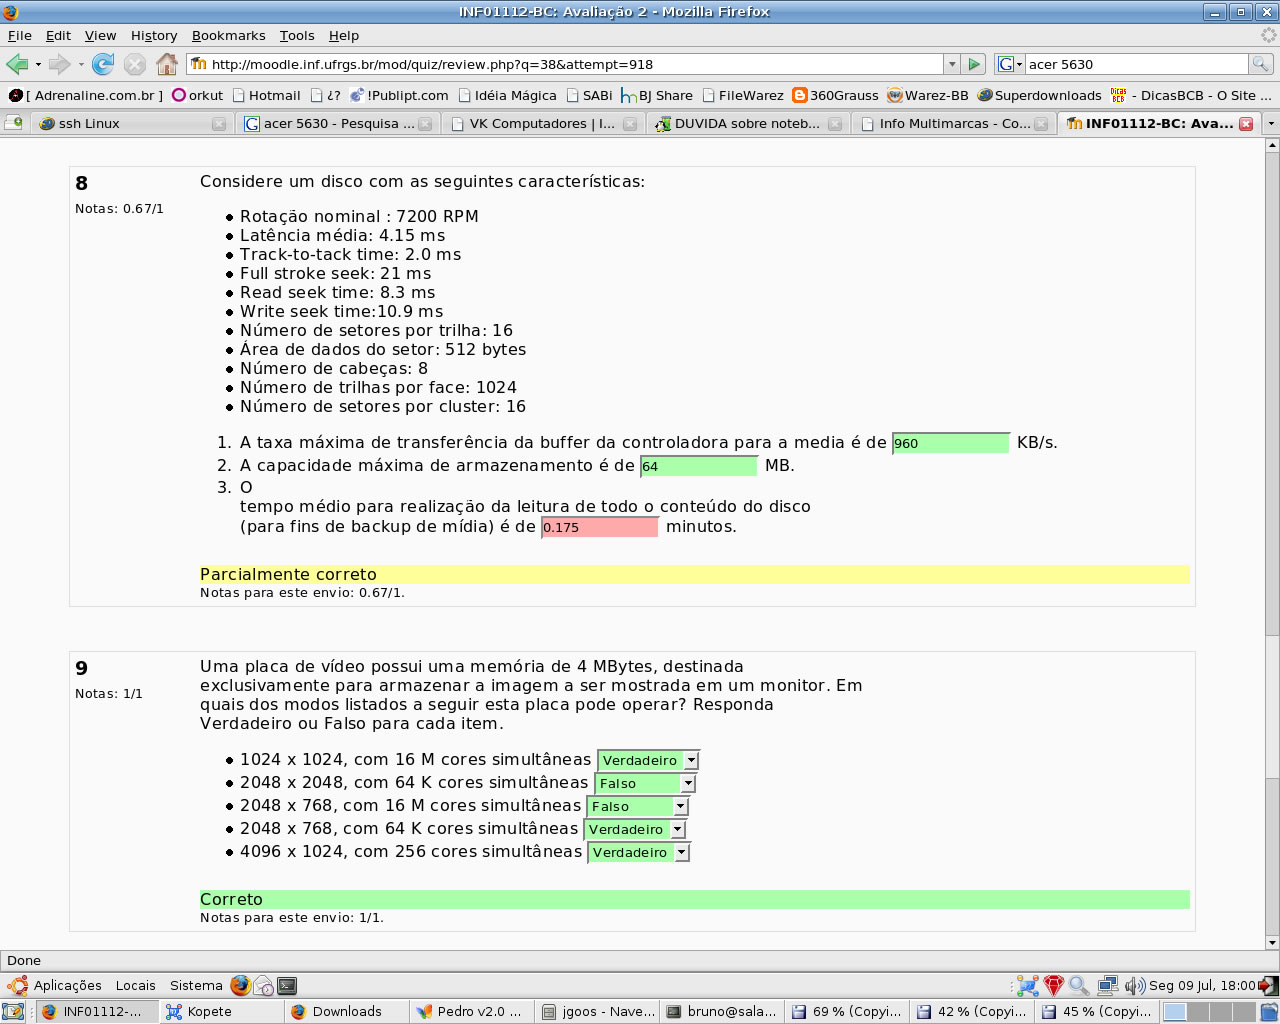 INF01112-BC: Avaliação 2 - Mozilla Firefox
File Edit View History Bookmarks Tools Help
http://moodle.inf.ufrgs.br/mod/quiz/review.php?q=38&attempt=918
acer 5630
[ Adrenaline.com.br ] orkut Hotmail ¿? !Publipt.com Idéia Mágica SABi BJ Share FileWarez 360Grauss Warez-BB Superdownloads - DicasBCB - O Site ...
ssh Linux acer 5630 - Pesquisa ... VK Computadores | I... DUVIDA sobre noteb... Info Multimarcas - Co... INF01112-BC: Ava...
8
Notas: 0.67/1
Considere um disco com as seguintes características:
Rotação nominal : 7200 RPM
Latência média: 4.15 ms
Track-to-tack time: 2.0 ms
Full stroke seek: 21 ms
Read seek time: 8.3 ms
Write seek time:10.9 ms
Número de setores por trilha: 16
Área de dados do setor: 512 bytes
Número de cabeças: 8
Número de trilhas por face: 1024
Número de setores por cluster: 16
1. A taxa máxima de transferência da buffer da controladora para a media é de 960 KB/s.
2. A capacidade máxima de armazenamento é de 64 MB.
3. O
tempo médio para realização da leitura de todo o conteúdo do disco
(para fins de backup de mídia) é de 0.175 minutos.
Parcialmente correto
Notas para este envio: 0.67/1.
9
Notas: 1/1
Uma placa de vídeo possui uma memória de 4 MBytes, destinada
exclusivamente para armazenar a imagem a ser mostrada em um monitor. Em
quais dos modos listados a seguir esta placa pode operar? Responda
Verdadeiro ou Falso para cada item.
1024 x 1024, com 16 M cores simultâneas Verdadeiro
2048 x 2048, com 64 K cores simultâneas Falso
2048 x 768, com 16 M cores simultâneas Falso
2048 x 768, com 64 K cores simultâneas Verdadeiro
4096 x 1024, com 256 cores simultâneas Verdadeiro
Correto
Notas para este envio: 1/1.
Done
Aplicações Locais Sistema Seg 09 Jul, 18:00
INF01112-... Kopete Downloads Pedro v2.0 ... jgoos - Nave... bruno@sala... 69 % (Copyi... 42 % (Copyi... 45 % (Copyi...